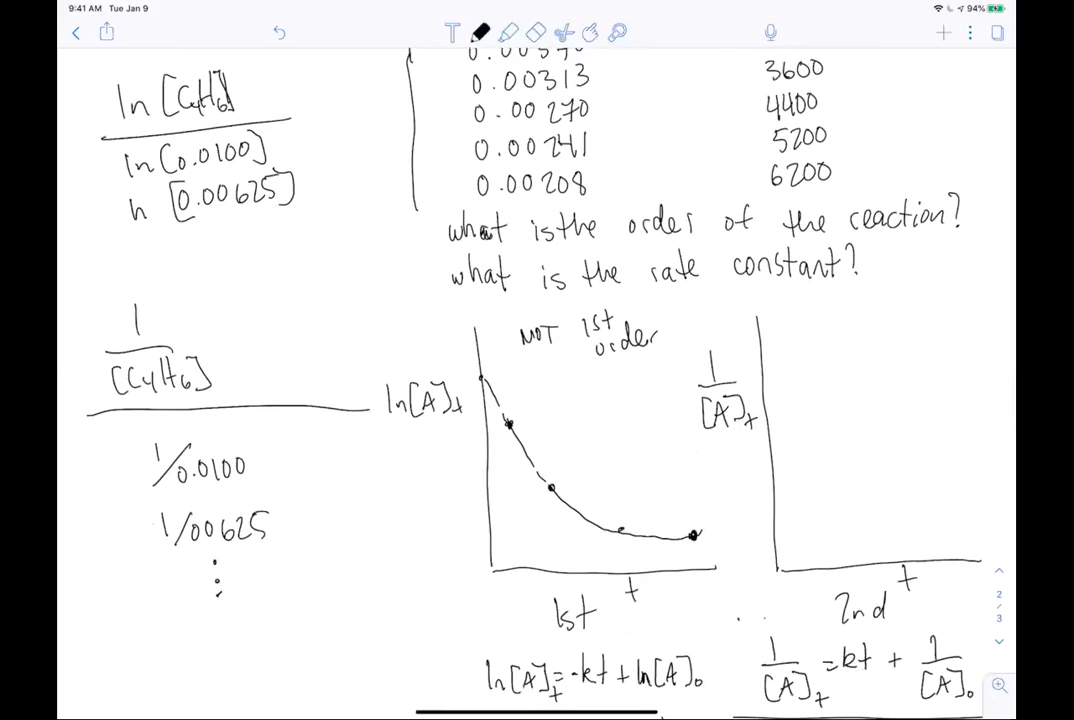 9:41 AM Tue Jan 9
94%
ln [C4H6]
ln [0.0100]
n [0.00625]
0.00313 3600
0.00270 4400
0.00241 5200
0.00208 6200
what is the order of the reaction?
what is the rate constant?
1
[C4H6]
1/0.0100
1/00625
⋮
NOT 1st
order
ln[A]t
t
1st
1
[A]t
t
2nd
ln[A]t = -kt + ln[A]0
1/[A]t = kt + 1/[A]0
2
/
3